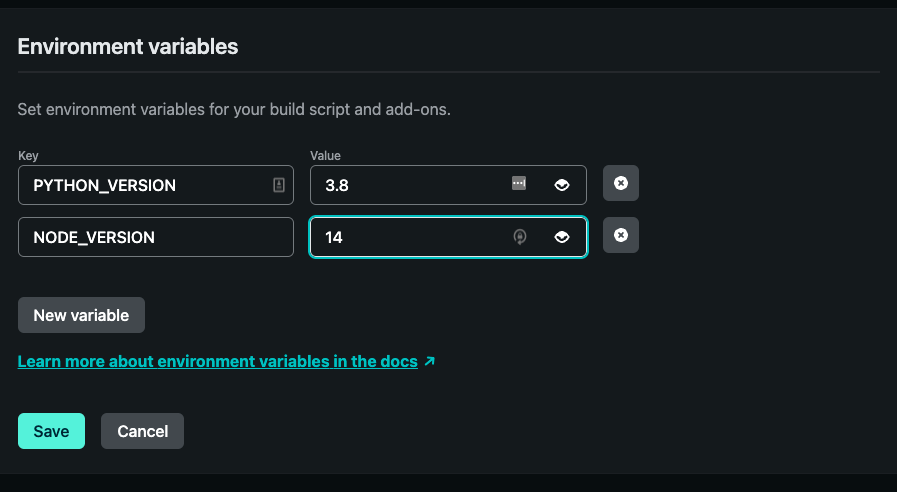 Environment variables
Set environment variables for your build script and add-ons.
Key Value
PYTHON_VERSION 3.8
NODE_VERSION 14
New variable
Learn more about environment variables in the docs
Save Cancel